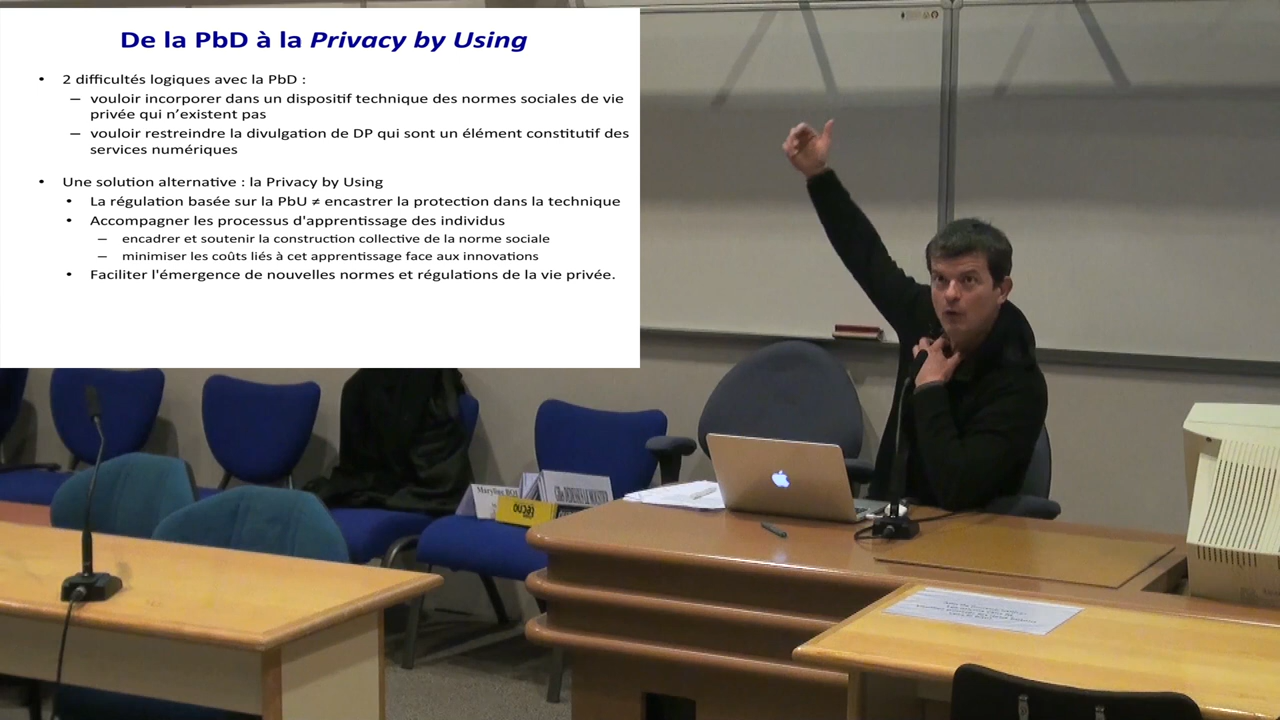 De la PbD à la Privacy by Using
• 2 difficultés logiques avec la PbD :
– vouloir incorporer dans un dispositif technique des normes sociales de vie
privée qui n'existent pas
– vouloir restreindre la divulgation de DP qui sont un élément constitutif des
services numériques
• Une solution alternative : la Privacy by Using
• La régulation basée sur la PbU ≠ encastrer la protection dans la technique
• Accompagner les processus d'apprentissage des individus
– encadrer et soutenir la construction collective de la norme sociale
– minimiser les coûts liés à cet apprentissage face aux innovations
• Faciliter l'émergence de nouvelles normes et régulations de la vie privée.
Maryline